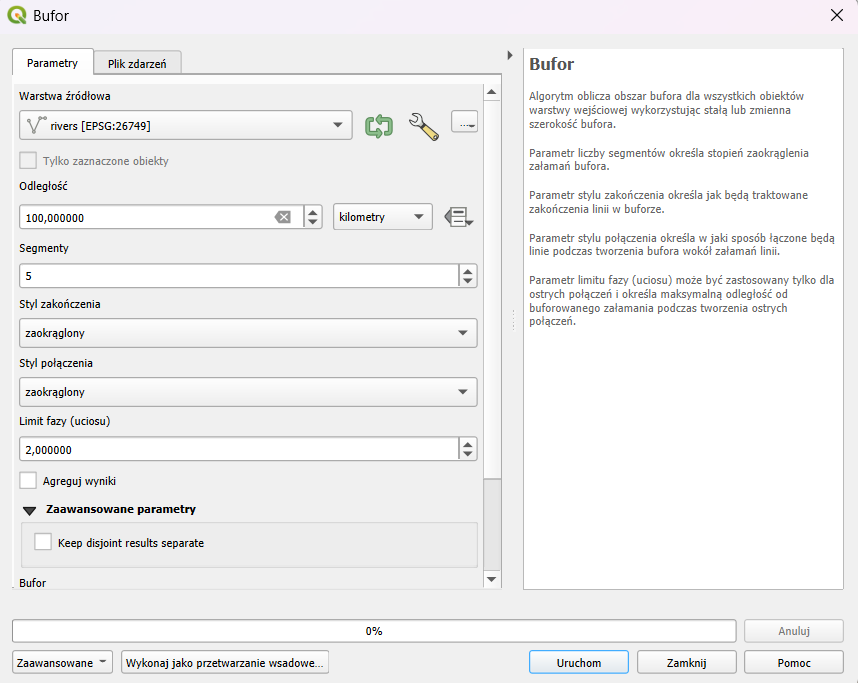 Bufor
Parametry
Plik zdarzeń
Warstwa źródłowa
rivers [EPSG:26749]
...
Tylko zaznaczone obiekty
Odległość
100,000000
kilometry
Segmenty
5
Styl zakończenia
zaokrąglony
Styl połączenia
zaokrąglony
Limit fazy (uciosu)
2,000000
Agreguj wyniki
Zaawansowane parametry
Keep disjoint results separate
Bufor
Bufor
Algorytm oblicza obszar bufora dla wszystkich obiektów
warstwy wejściowej wykorzystując stałą lub zmienna
szerokość bufora.
Parametr liczby segmentów określa stopień zaokrąglenia
załamań bufora.
Parametr stylu zakończenia określa jak będą traktowane
zakończenia linii w buforze.
Parametr stylu połączenia określa w jaki sposób łączone będą
linie podczas tworzenia bufora wokół załamań linii.
Parametr limitu fazy (uciosu) może być zastosowany tylko dla
ostrych połączeń i określa maksymalną odległość od
buforowanego załamania podczas tworzenia ostrych
połączeń.
0%
Anuluj
Zaawansowane
Wykonaj jako przetwarzanie wsadowe...
Uruchom
Zamknij
Pomoc